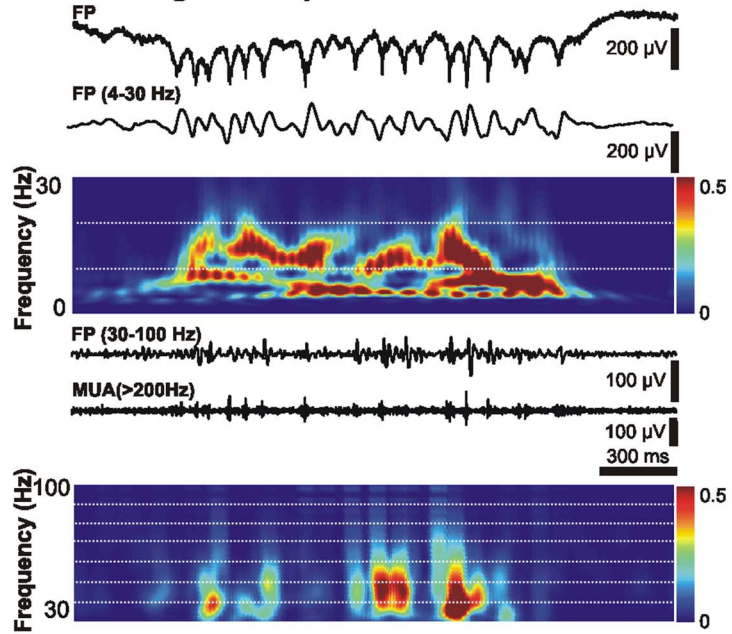 FP
200 µV
FP (4-30 Hz)
200 µV
30
Frequency (Hz)
0
0.5
0
FP (30-100 Hz)
100 µV
MUA(>200Hz)
100 µV
300 ms
100
Frequency (Hz)
30
0.5
0